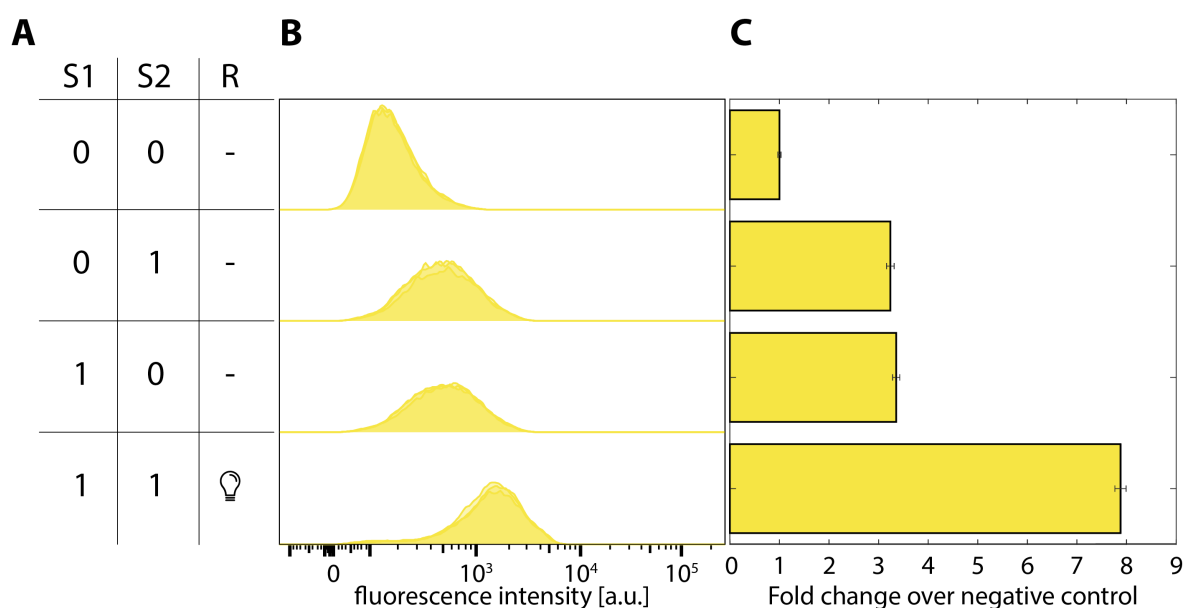 A B C
S1 S2 R
0 0 -
0 1 -
1 0 -
1 1
0 10³ 10⁴ 10⁵
fluorescence intensity [a.u.]
0 1 2 3 4 5 6 7 8 9
Fold change over negative control